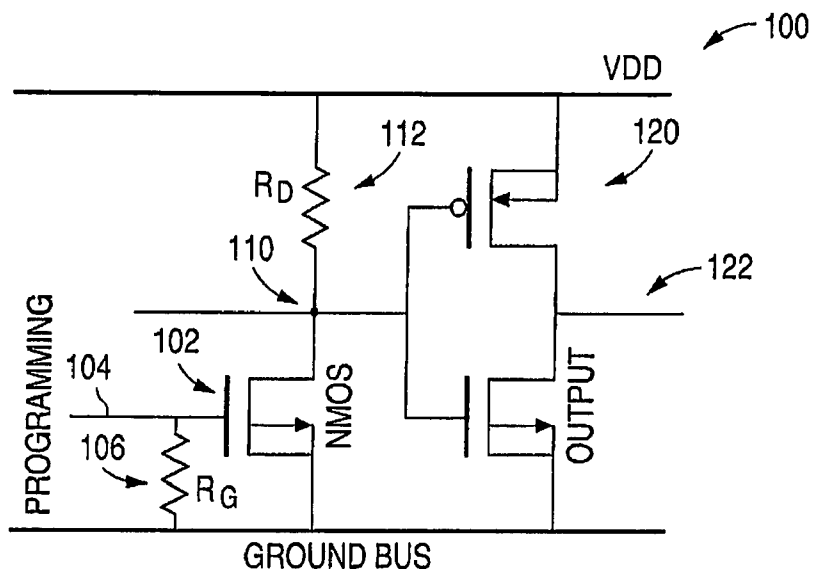 100
VDD
112
120
RD
110
122
PROGRAMMING
102
104
NMOS
OUTPUT
106
RG
GROUND BUS